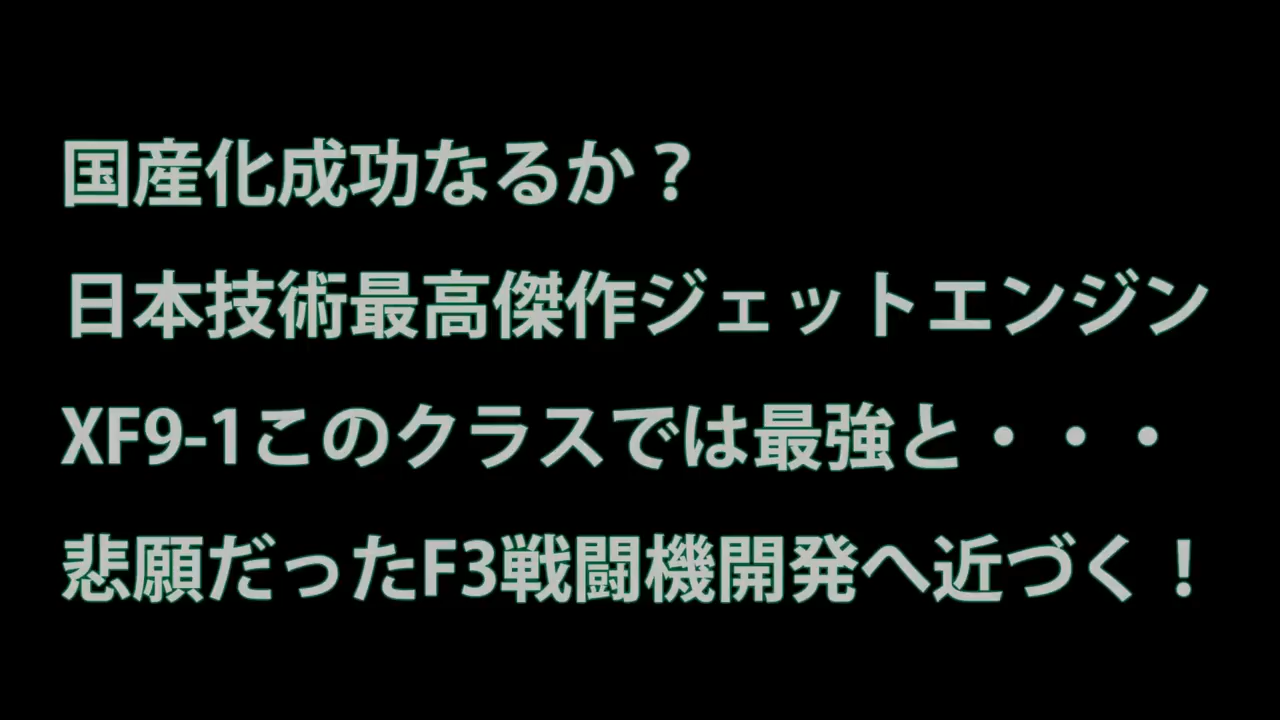 国産化成功なるか？
日本技術最高傑作ジェットエンジン
XF9-1このクラスでは最強と・・・
悲願だったF3戦闘機開発へ近づく！